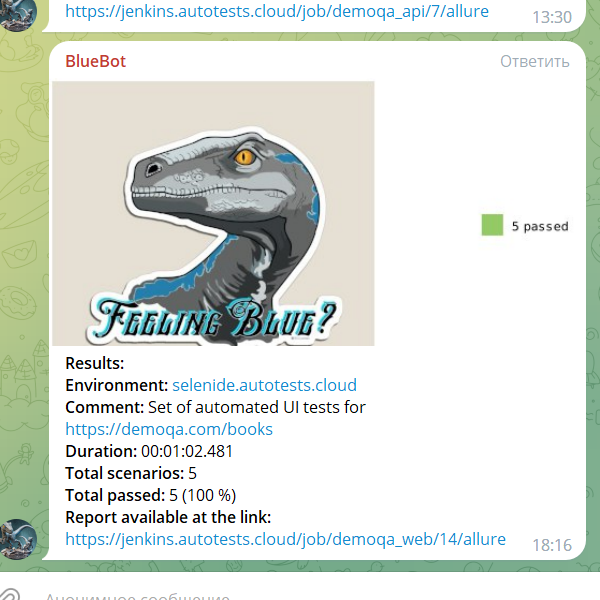 https://jenkins.autotests.cloud/job/demoqa_api/7/allure
13:30
BlueBot
Ответить
FEELING BLUE?
5 passed
Results:
Environment: selenide.autotests.cloud
Comment: Set of automated UI tests for
https://demoqa.com/books
Duration: 00:01:02.481
Total scenarios: 5
Total passed: 5 (100 %)
Report available at the link:
https://jenkins.autotests.cloud/job/demoqa_web/14/allure
18:16
Анонимное сообщение